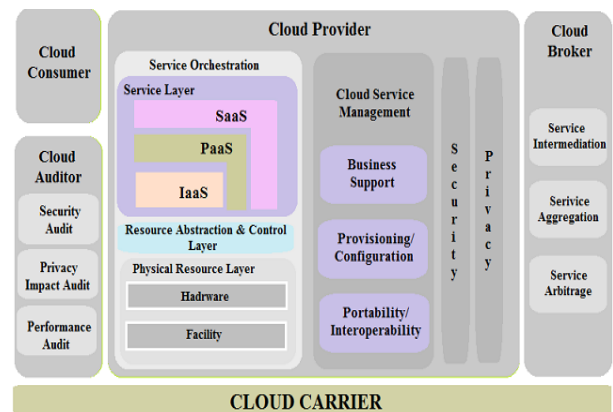 Cloud
Consumer
Cloud
Auditor
Security
Audit
Privacy
Impact Audit
Performance
Audit
Cloud Provider
Service Orchestration
Service Layer
SaaS
PaaS
IaaS
Resource Abstraction & Control
Layer
Physical Resource Layer
Hadrware
Facility
Cloud Service
Management
Business
Support
Provisioning/
Configuration
Portability/
Interoperability
Security
Privacy
Cloud
Broker
Service
Intermediation
Serivice
Aggregation
Service
Arbitrage
CLOUD CARRIER